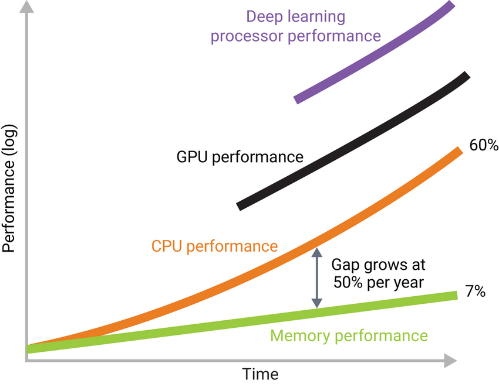 Deep learning
processor performance
GPU performance
60%
CPU performance
Gap grows at
50% per year
7%
Memory performance
Performance (log)
Time